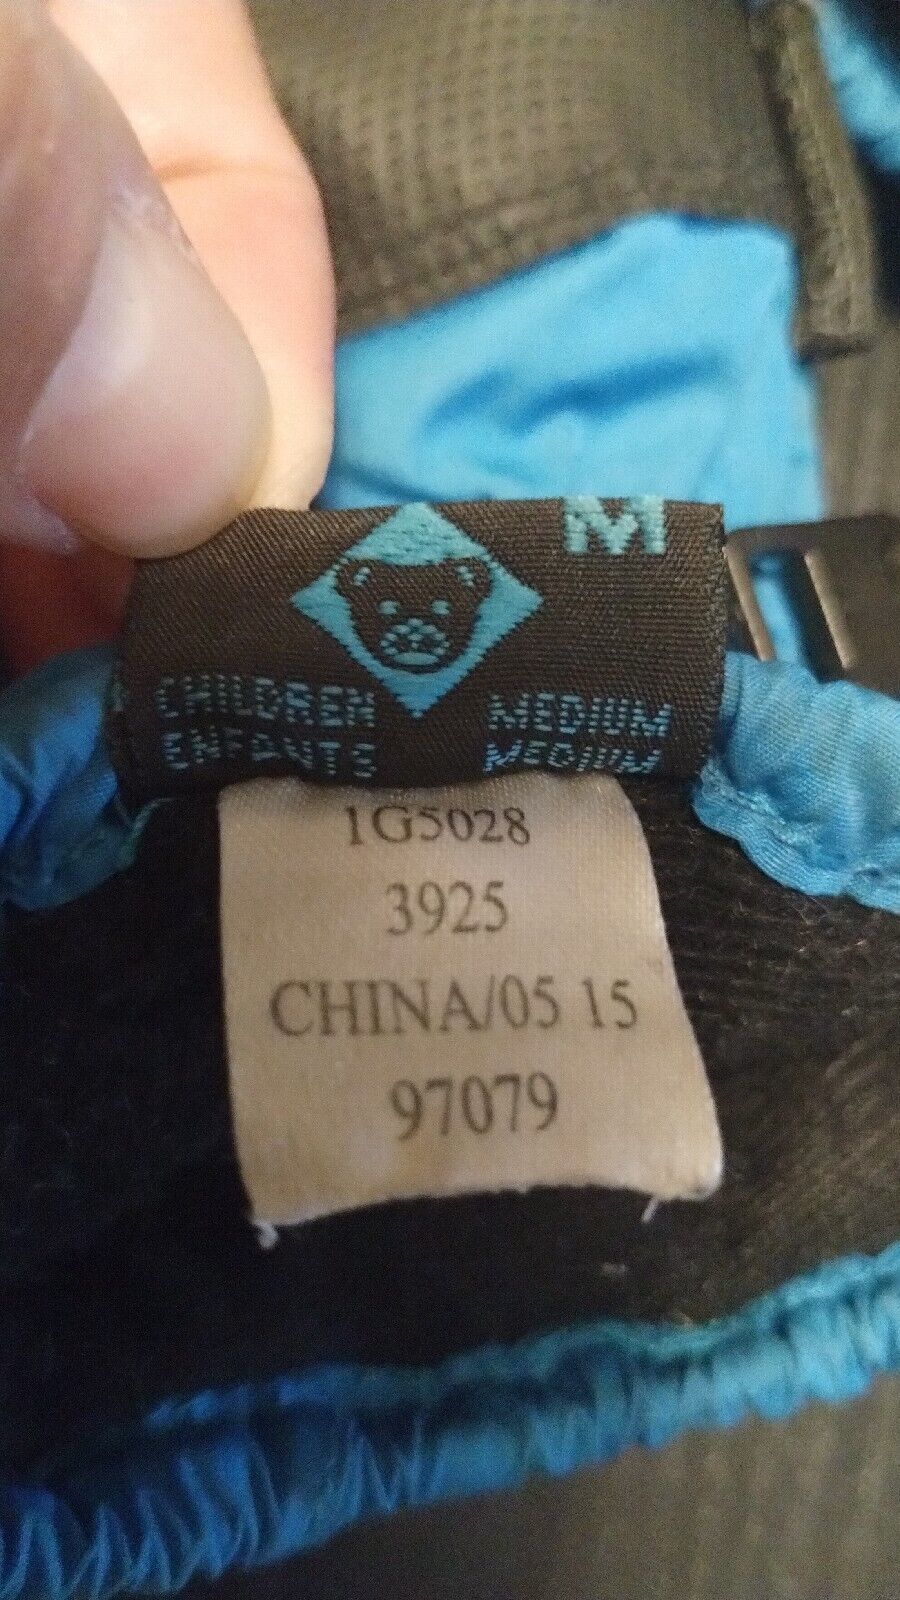 M
CHILDREN MEDIUM
ENFANTS MEDIUM
1G5028
3925
CHINA/05 15
97079